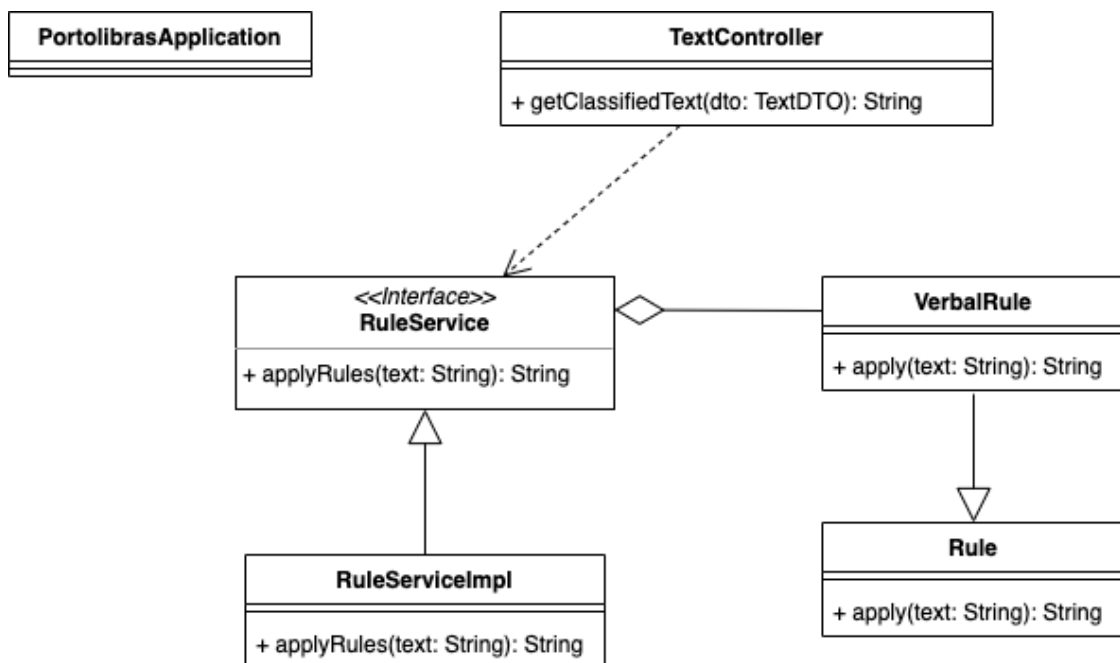 PortolibrasApplication
TextController
+ getClassifiedText(dto: TextDTO): String
<<Interface>>
RuleService
+ applyRules(text: String): String
VerbalRule
+ apply(text: String): String
RuleServiceImpl
+ applyRules(text: String): String
Rule
+ apply(text: String): String